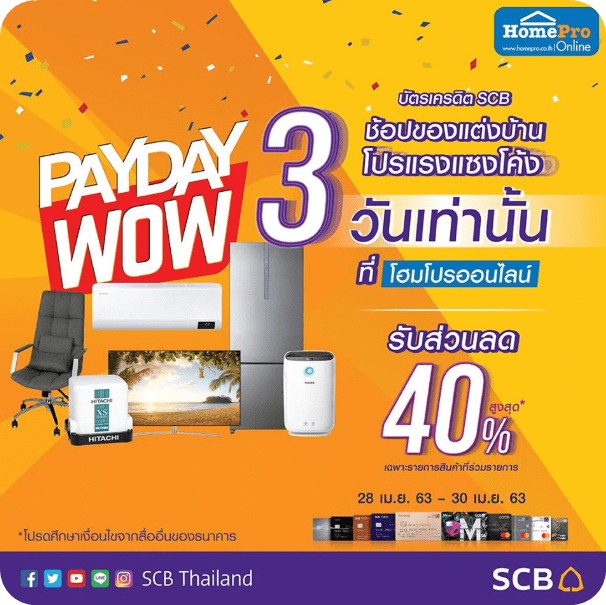 HomePro
www.homepro.co.th | Online
บัตรเครดิต SCB
ช้อปของแต่งบ้าน
โปรแรงแซงโค้ง
PAYDAY
WOW
3
วันเท่านั้น
ที่ โฮมโปรออนไลน์
รับส่วนลด
สูงสุด*
40%
เฉพาะรายการสินค้าที่ร่วมรายการ
HITACHI
XS
HITACHI
PHILIPS
28 เม.ย. 63 - 30 เม.ย. 63
*โปรดศึกษาเงื่อนไขจากสื่ออื่นของธนาคาร
LINE
SCB Thailand
SCB